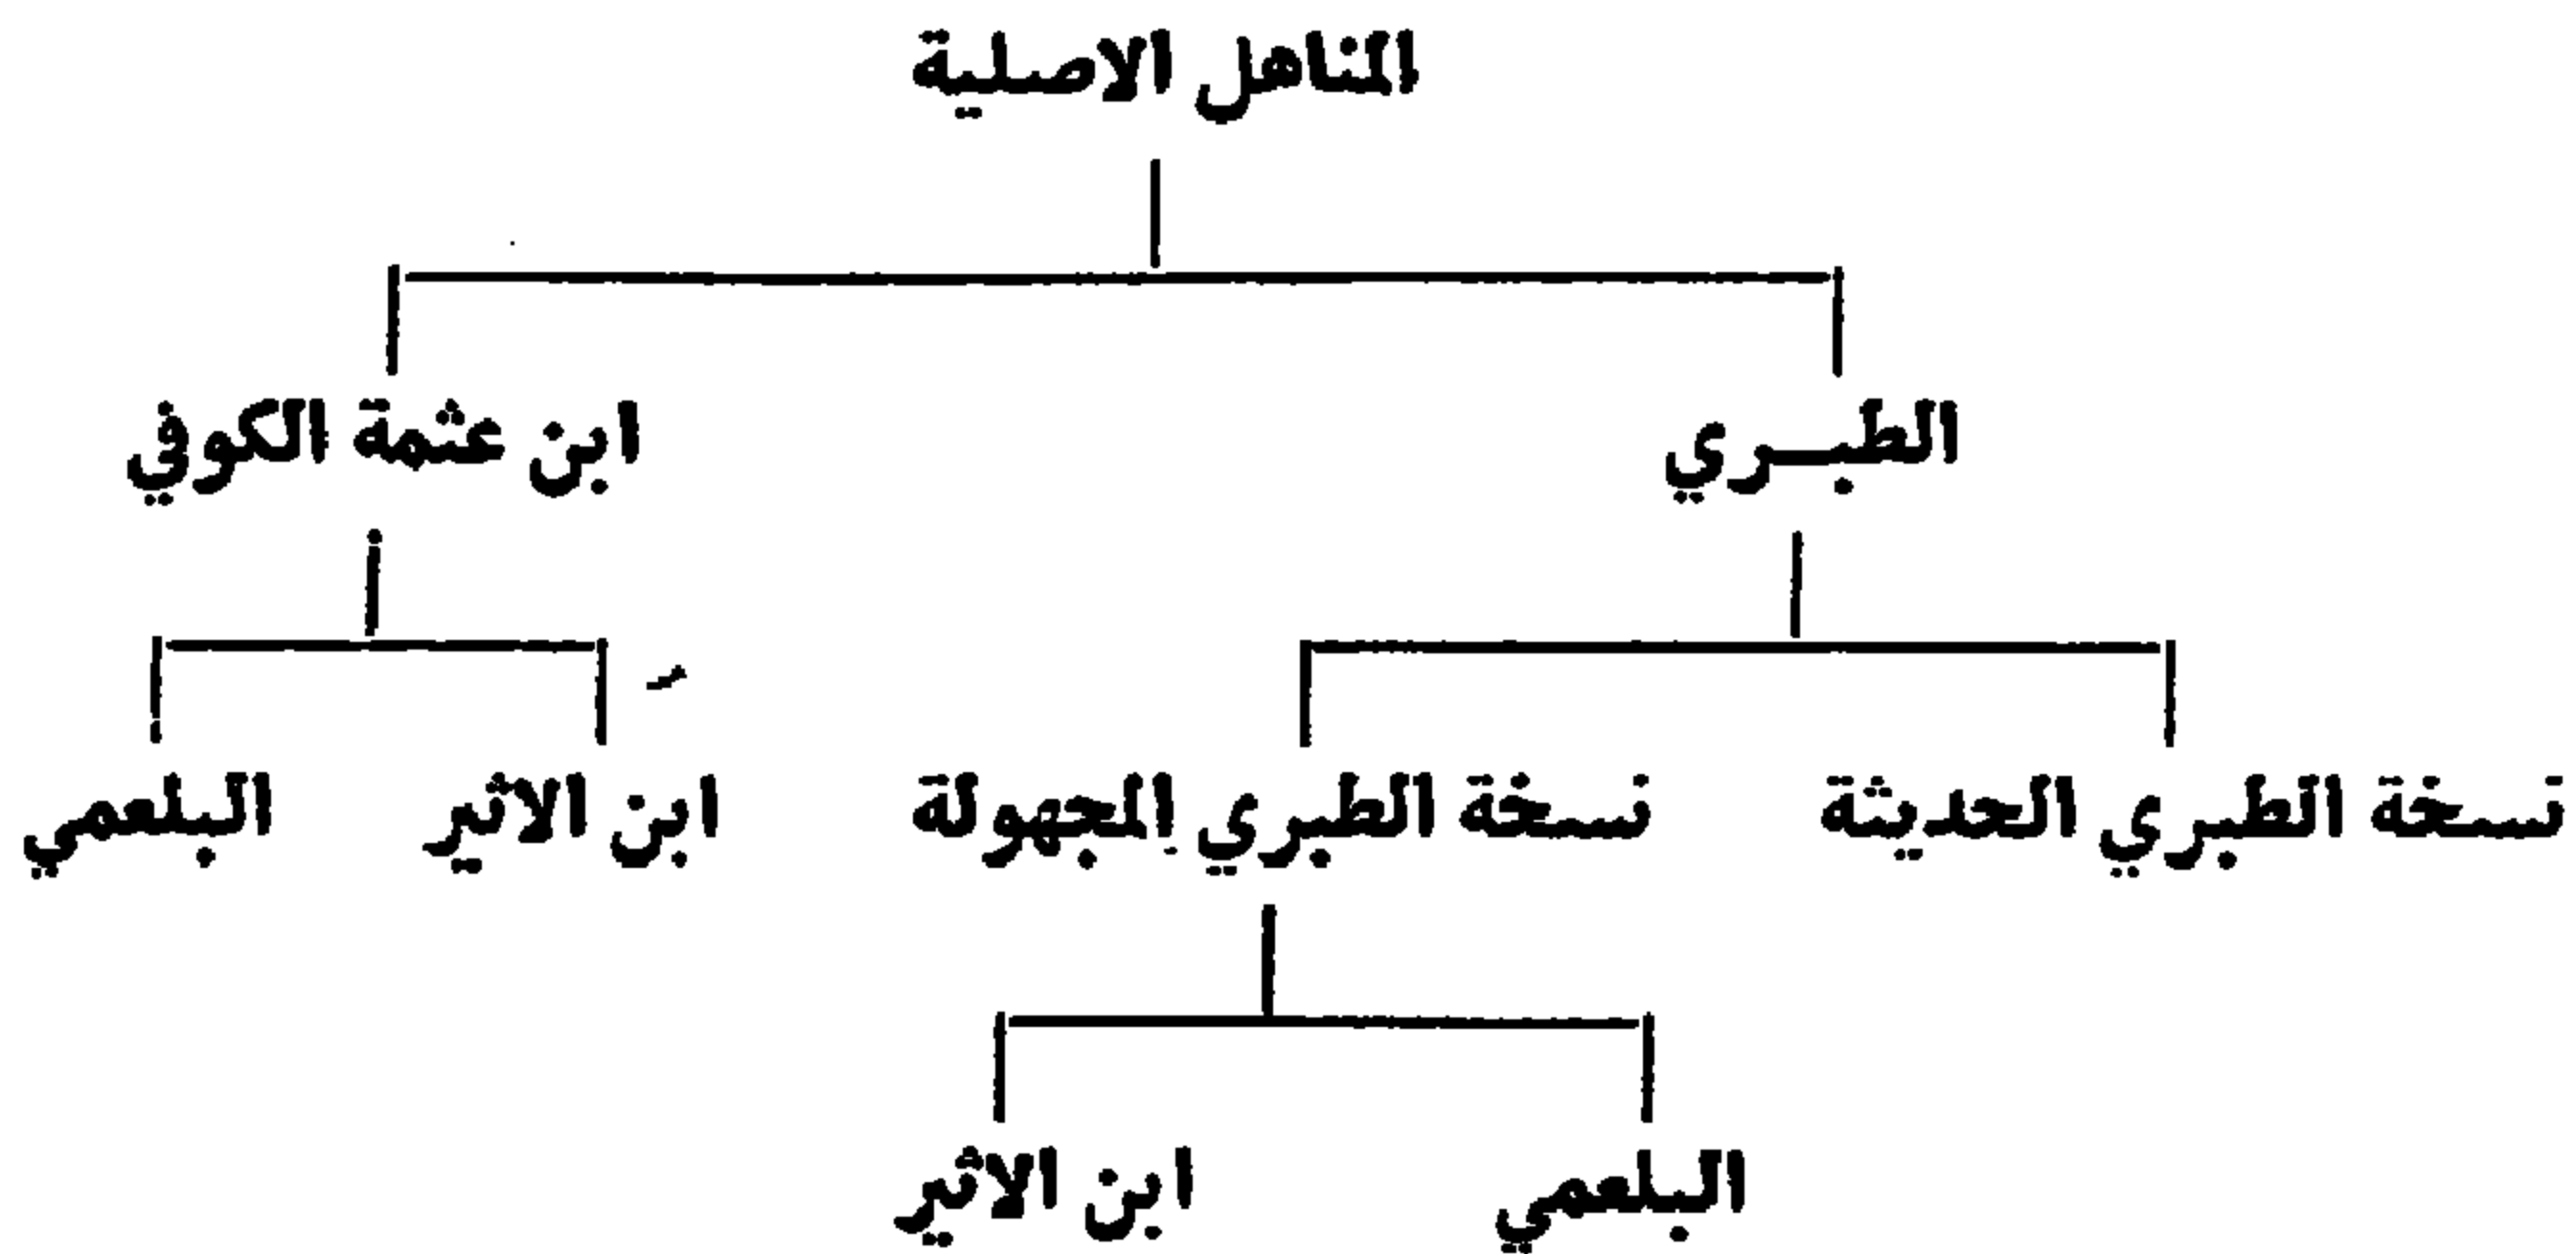 المناهل الاصلية
الطبـري ابن عثمة الكوفي
نسخة الطبري الحديثة نسخة الطبري المجهولة ابن الاثير البلعمي
البلعمي ابن الاثير